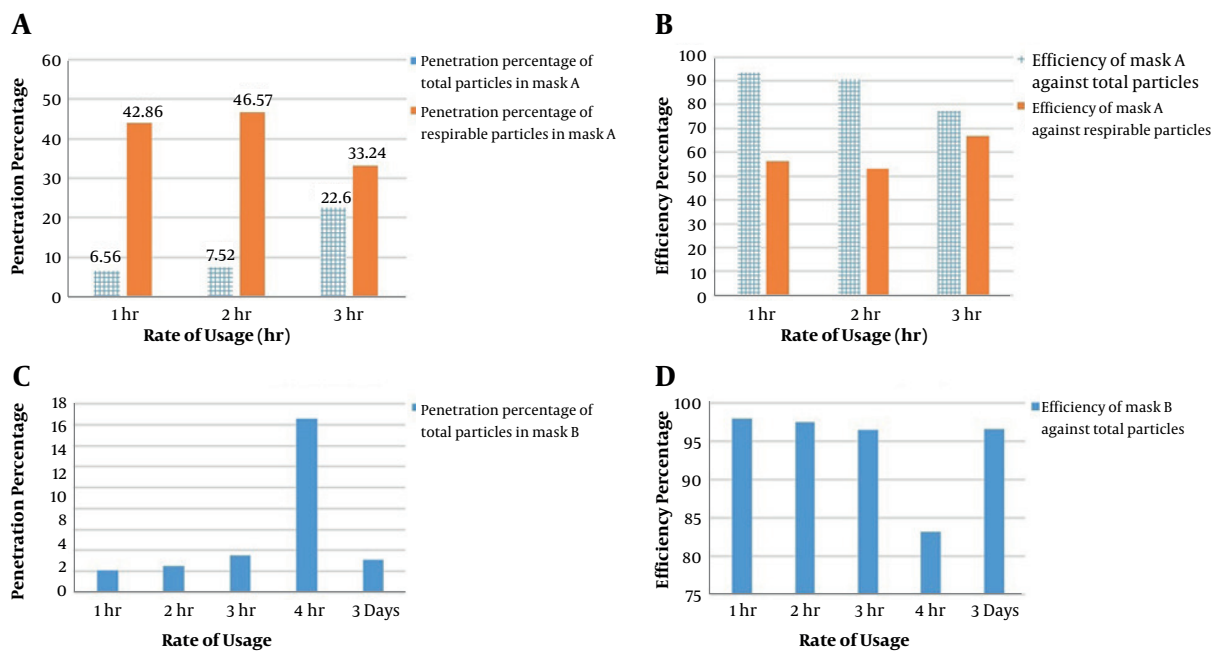 A
60
50
40
30
20
10
0
Penetration Percentage
42.86
46.57
33.24
6.56
7.52
22.6
1 hr
2 hr
3 hr
Rate of Usage (hr)
Penetration percentage of
total particles in mask A
Penetration percentage of
respirable particles in mask A
B
100
90
80
70
60
50
40
30
20
10
0
Efficiency Percentage
1 hr
2 hr
3 hr
Rate of Usage (hr)
Efficiency of mask A
against total particles
Efficiency of mask A
against respirable particles
C
18
16
14
12
10
8
6
4
2
0
Penetration Percentage
1 hr
2 hr
3 hr
4 hr
3 Days
Rate of Usage
Penetration percentage of
total particles in mask B
D
100
95
90
85
80
75
Efficiency Percentage
1 hr
2 hr
3 hr
4 hr
3 Days
Rate of Usage
Efficiency of mask B
against total particles